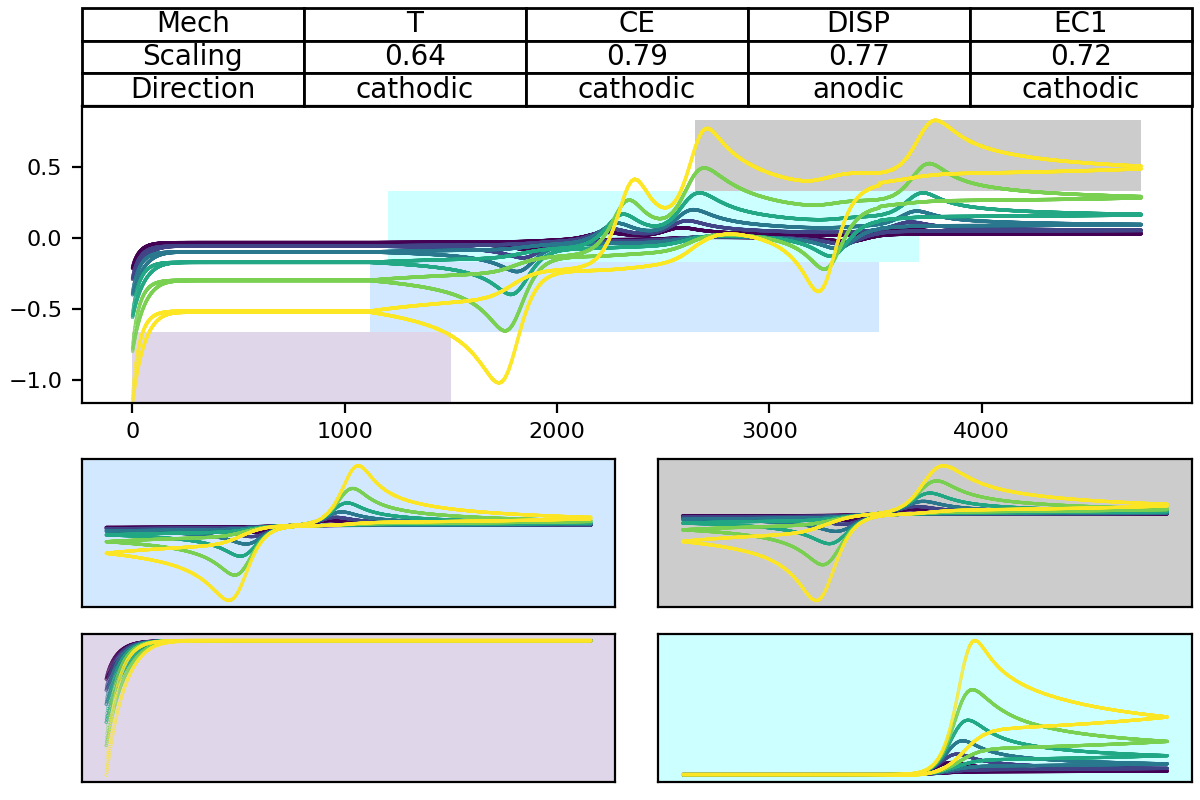 Mech T CE DISP EC1
Scaling 0.64 0.79 0.77 0.72
Direction cathodic cathodic anodic cathodic
0.5
0.0
−0.5
−1.0
0 1000 2000 3000 4000